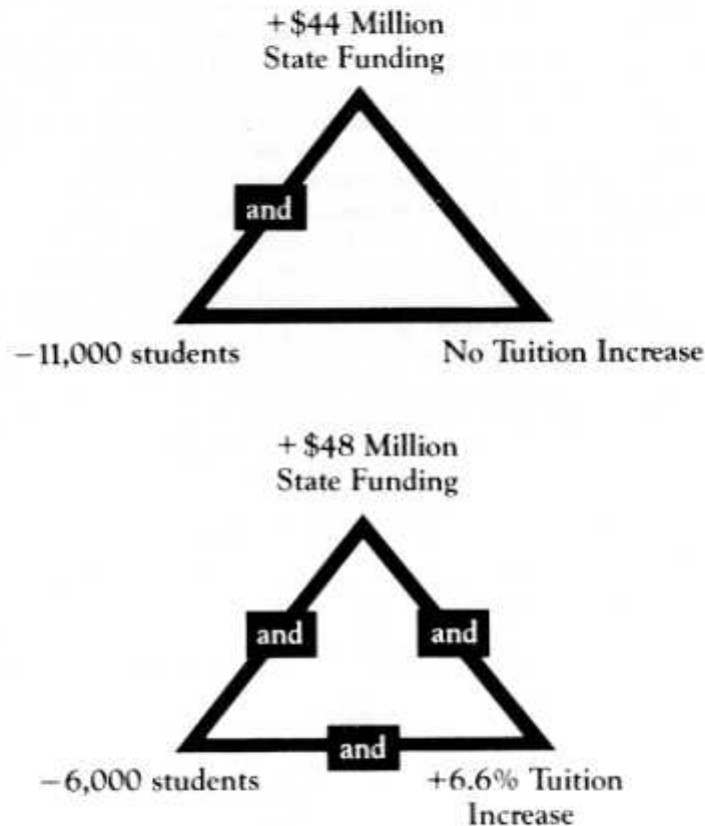 +$44 Million
State Funding
and
−11,000 students No Tuition Increase
+$48 Million
State Funding
and and
and
−6,000 students +6.6% Tuition
Increase